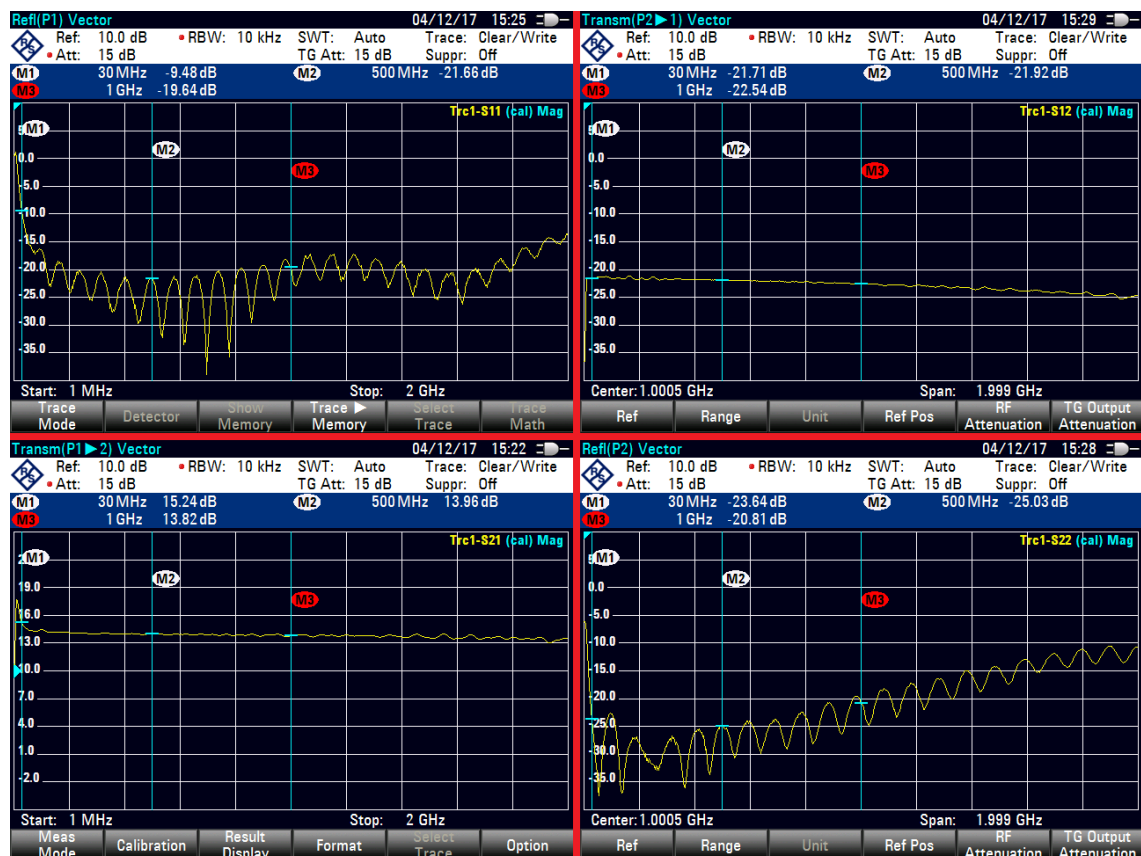 Refl(P1) Vector 04/12/17 15:25
Ref: 10.0 dB • RBW: 10 kHz SWT: Auto Trace: Clear/Write
• Att: 15 dB TG Att: 15 dB Suppr: Off
M1 30 MHz -9.48 dB M2 500 MHz -21.66 dB
M3 1 GHz -19.64 dB
Trc1-S11 (cal) Mag
M1
M2
0.0
M3
-5.0
-10.0
-15.0
-20.0
-25.0
-30.0
-35.0
Start: 1 MHz Stop: 2 GHz
Trace Mode Detector Show Memory Trace ▶ Memory Select Trace Trace Math
Transm(P2▶1) Vector 04/12/17 15:29
Ref: 10.0 dB • RBW: 10 kHz SWT: Auto Trace: Clear/Write
• Att: 15 dB TG Att: 15 dB Suppr: Off
M1 30 MHz -21.71 dB M2 500 MHz -21.92 dB
M3 1 GHz -22.54 dB
Trc1-S12 (cal) Mag
M1
M2
0.0
M3
-5.0
-10.0
-15.0
-20.0
-25.0
-30.0
-35.0
Center: 1.0005 GHz Span: 1.999 GHz
Ref Range Unit Ref Pos RF Attenuation TG Output Attenuation
Transm(P1▶2) Vector 04/12/17 15:22
Ref: 10.0 dB • RBW: 10 kHz SWT: Auto Trace: Clear/Write
• Att: 15 dB TG Att: 15 dB Suppr: Off
M1 30 MHz 15.24 dB M2 500 MHz 13.96 dB
M3 1 GHz 13.82 dB
Trc1-S21 (cal) Mag
M1
M2
19.0
M3
16.0
13.0
10.0
7.0
4.0
1.0
-2.0
Start: 1 MHz Stop: 2 GHz
Meas Mode Calibration Result Display Format Select Trace Option
Refl(P2) Vector 04/12/17 15:28
Ref: 10.0 dB • RBW: 10 kHz SWT: Auto Trace: Clear/Write
• Att: 15 dB TG Att: 15 dB Suppr: Off
M1 30 MHz -23.64 dB M2 500 MHz -25.03 dB
M3 1 GHz -20.81 dB
Trc1-S22 (cal) Mag
M1
M2
0.0
M3
-5.0
-10.0
-15.0
-20.0
-25.0
-30.0
-35.0
Center: 1.0005 GHz Span: 1.999 GHz
Ref Range Unit Ref Pos RF Attenuation TG Output Attenuation